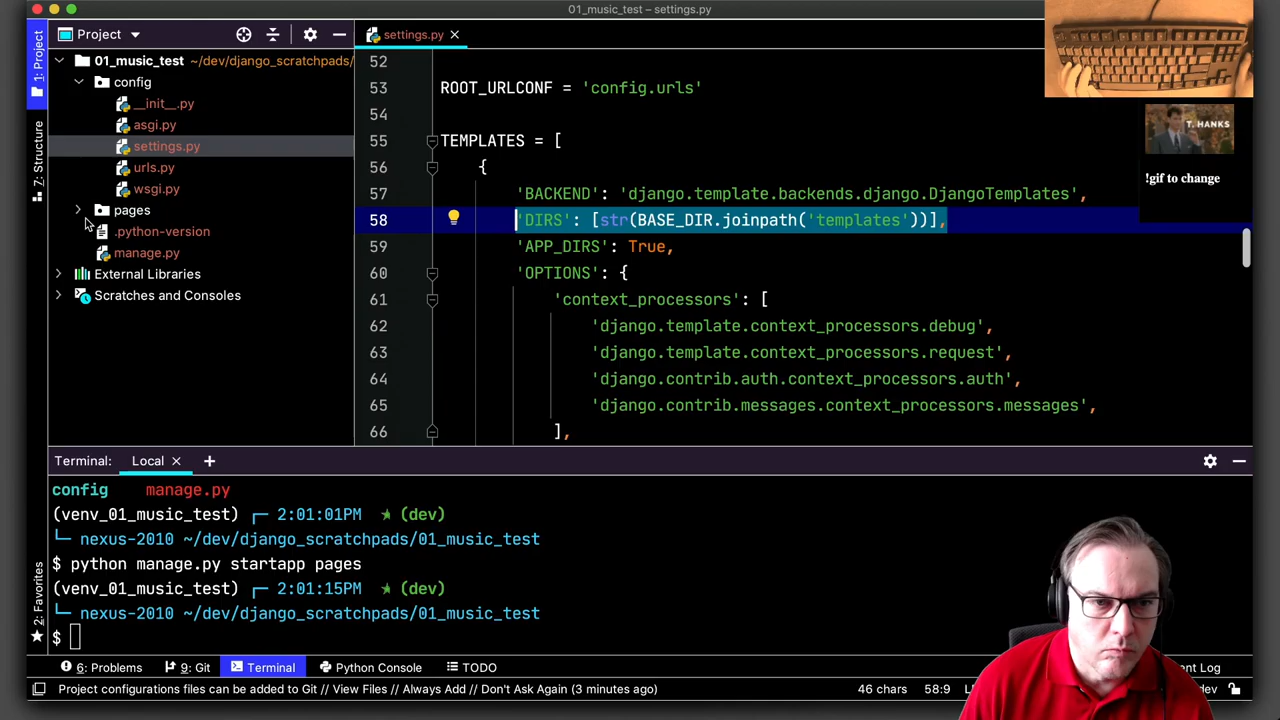 01_music_test – settings.py
Project
settings.py
1: Project
7: Structure
2: Favorites
01_music_test ~/dev/django_scratchpads/
config
__init__.py
asgi.py
settings.py
urls.py
wsgi.py
pages
.python-version
manage.py
External Libraries
Scratches and Consoles
52
53 ROOT_URLCONF = 'config.urls'
54
55 TEMPLATES = [
56 {
57 'BACKEND': 'django.template.backends.django.DjangoTemplates',
58 'DIRS': [str(BASE_DIR.joinpath('templates'))],
59 'APP_DIRS': True,
60 'OPTIONS': {
61 'context_processors': [
62 'django.template.context_processors.debug',
63 'django.template.context_processors.request',
64 'django.contrib.auth.context_processors.auth',
65 'django.contrib.messages.context_processors.messages',
66 ],
T. HANKS
!gif to change
Terminal: Local +
config manage.py
(venv_01_music_test) ┌─ 2:01:01PM ★ (dev)
└─ nexus-2010 ~/dev/django_scratchpads/01_music_test
$ python manage.py startapp pages
(venv_01_music_test) ┌─ 2:01:15PM ★ (dev)
└─ nexus-2010 ~/dev/django_scratchpads/01_music_test
$
6: Problems 9: Git Terminal Python Console TODO nt Log
Project configurations files can be added to Git // View Files // Always Add // Don't Ask Again (3 minutes ago) 46 chars 58:9 L dev